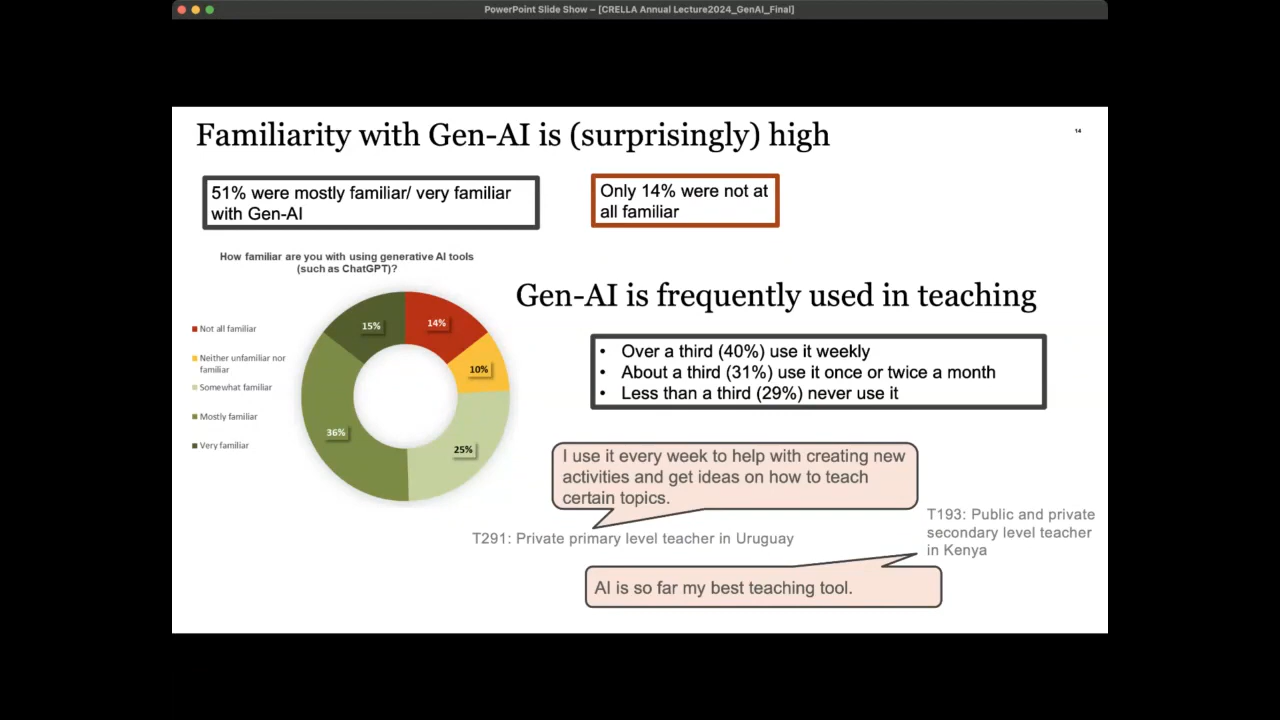 PowerPoint Slide Show – [CRELLA Annual Lecture2024_GenAI_Final]
Familiarity with Gen-AI is (surprisingly) high
14
51% were mostly familiar/ very familiar
with Gen-AI
Only 14% were not at
all familiar
How familiar are you with using generative AI tools
(such as ChatGPT)?
Not all familiar
Neither unfamiliar nor
familiar
Somewhat familiar
Mostly familiar
Very familiar
15%
14%
10%
36%
25%
Gen-AI is frequently used in teaching
• Over a third (40%) use it weekly
• About a third (31%) use it once or twice a month
• Less than a third (29%) never use it
I use it every week to help with creating new
activities and get ideas on how to teach
certain topics.
T291: Private primary level teacher in Uruguay
T193: Public and private
secondary level teacher
in Kenya
AI is so far my best teaching tool.